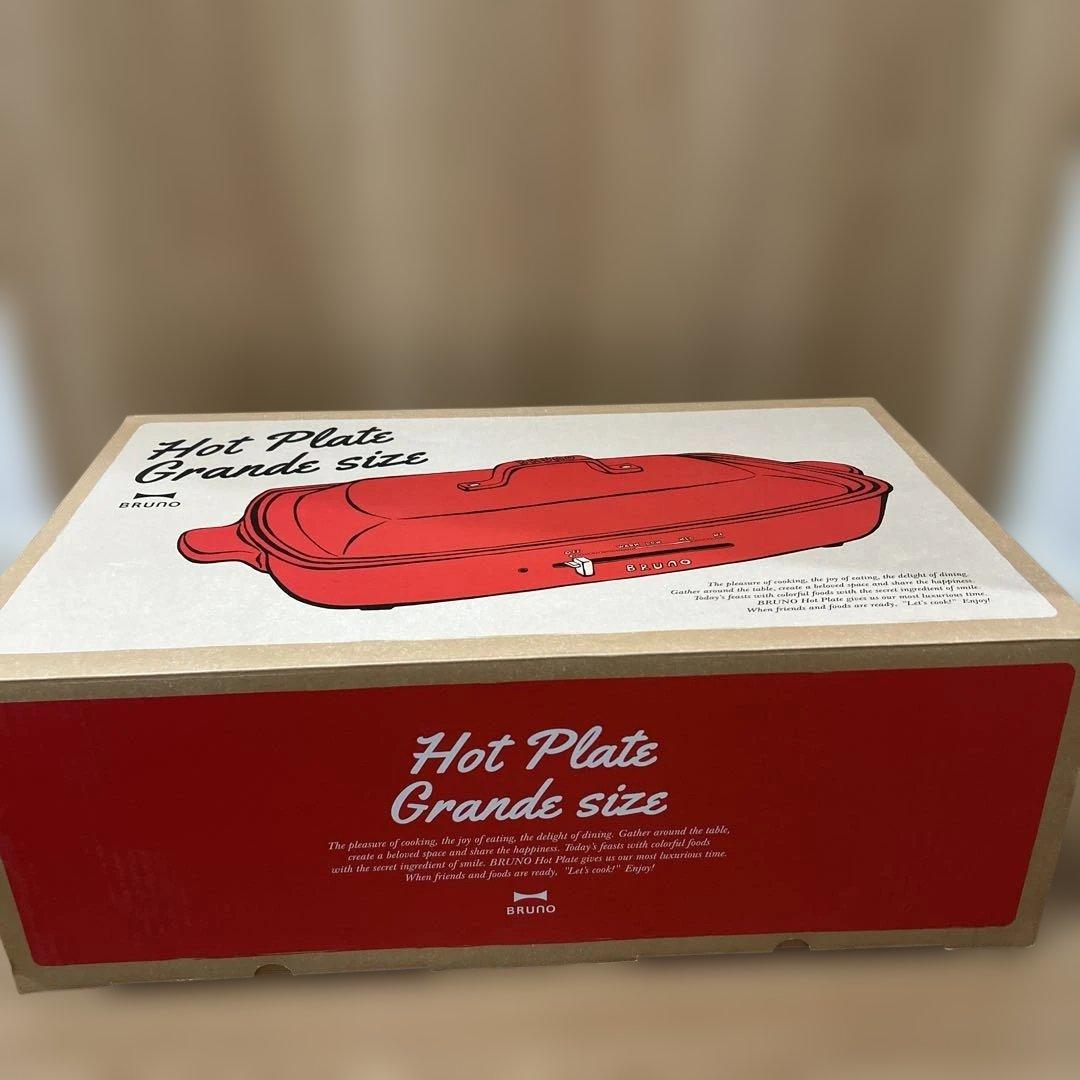 Hot Plate
Grande size
BRUNO
OFF WARM LOW MED HI
BRUNO
The pleasure of cooking, the joy of eating, the delight of dining.
Gather around the table, create a beloved space and share the happiness.
Today's feasts with colorful foods with the secret ingredient of smile.
BRUNO Hot Plate gives us our most luxurious time.
When friends and foods are ready, "Let's cook!" Enjoy!
Hot Plate
Grande size
The pleasure of cooking, the joy of eating, the delight of dining. Gather around the table,
create a beloved space and share the happiness. Today's feasts with colorful foods
with the secret ingredient of smile. BRUNO Hot Plate gives us our most luxurious time.
When friends and foods are ready, "Let's cook!" Enjoy!
BRUNO